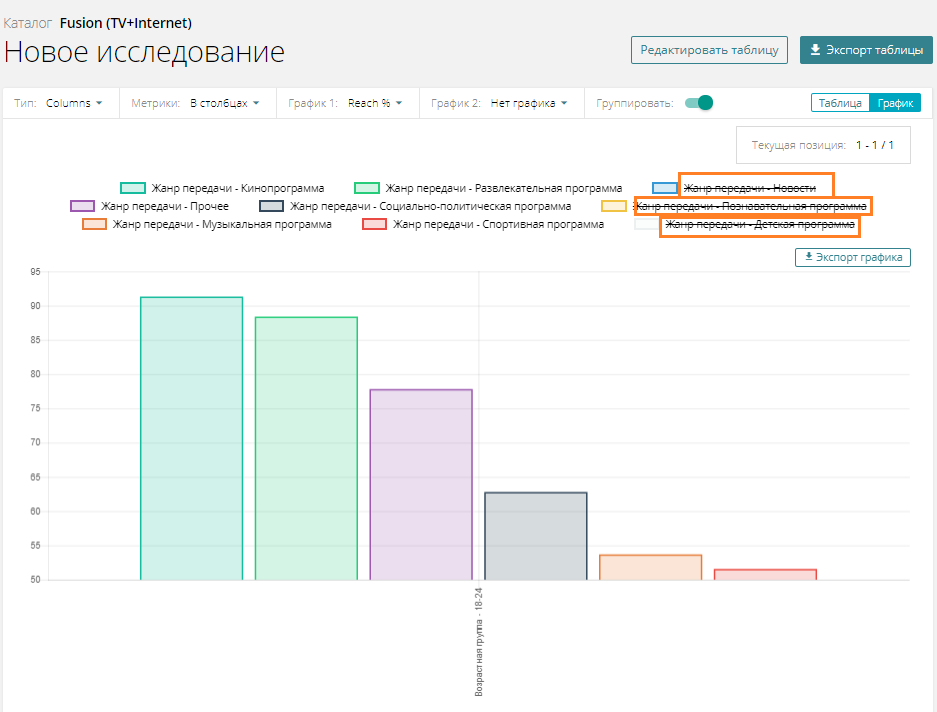 Каталог Fusion (TV+Internet)
Новое исследование
Редактировать таблицу
Экспорт таблицы
Тип: Columns
Метрики: В столбцах
График 1: Reach %
График 2: Нет графика
Группировать:
Таблица График
Текущая позиция: 1 - 1 / 1
Жанр передачи - Кинопрограмма Жанр передачи - Развлекательная программа Жанр передачи - Новости
Жанр передачи - Прочее Жанр передачи - Социально-политическая программа Жанр передачи - Познавательная программа
Жанр передачи - Музыкальная программа Жанр передачи - Спортивная программа Жанр передачи - Детская программа
Экспорт графика
95
90
85
80
75
70
65
60
55
50
Возрастная группа - 18-24